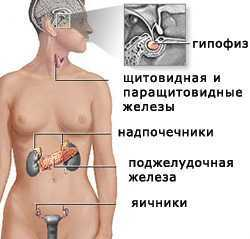 гипофиз
щитовидная и
паращитовидные
железы
надпочечники
поджелудочная
железа
яичники